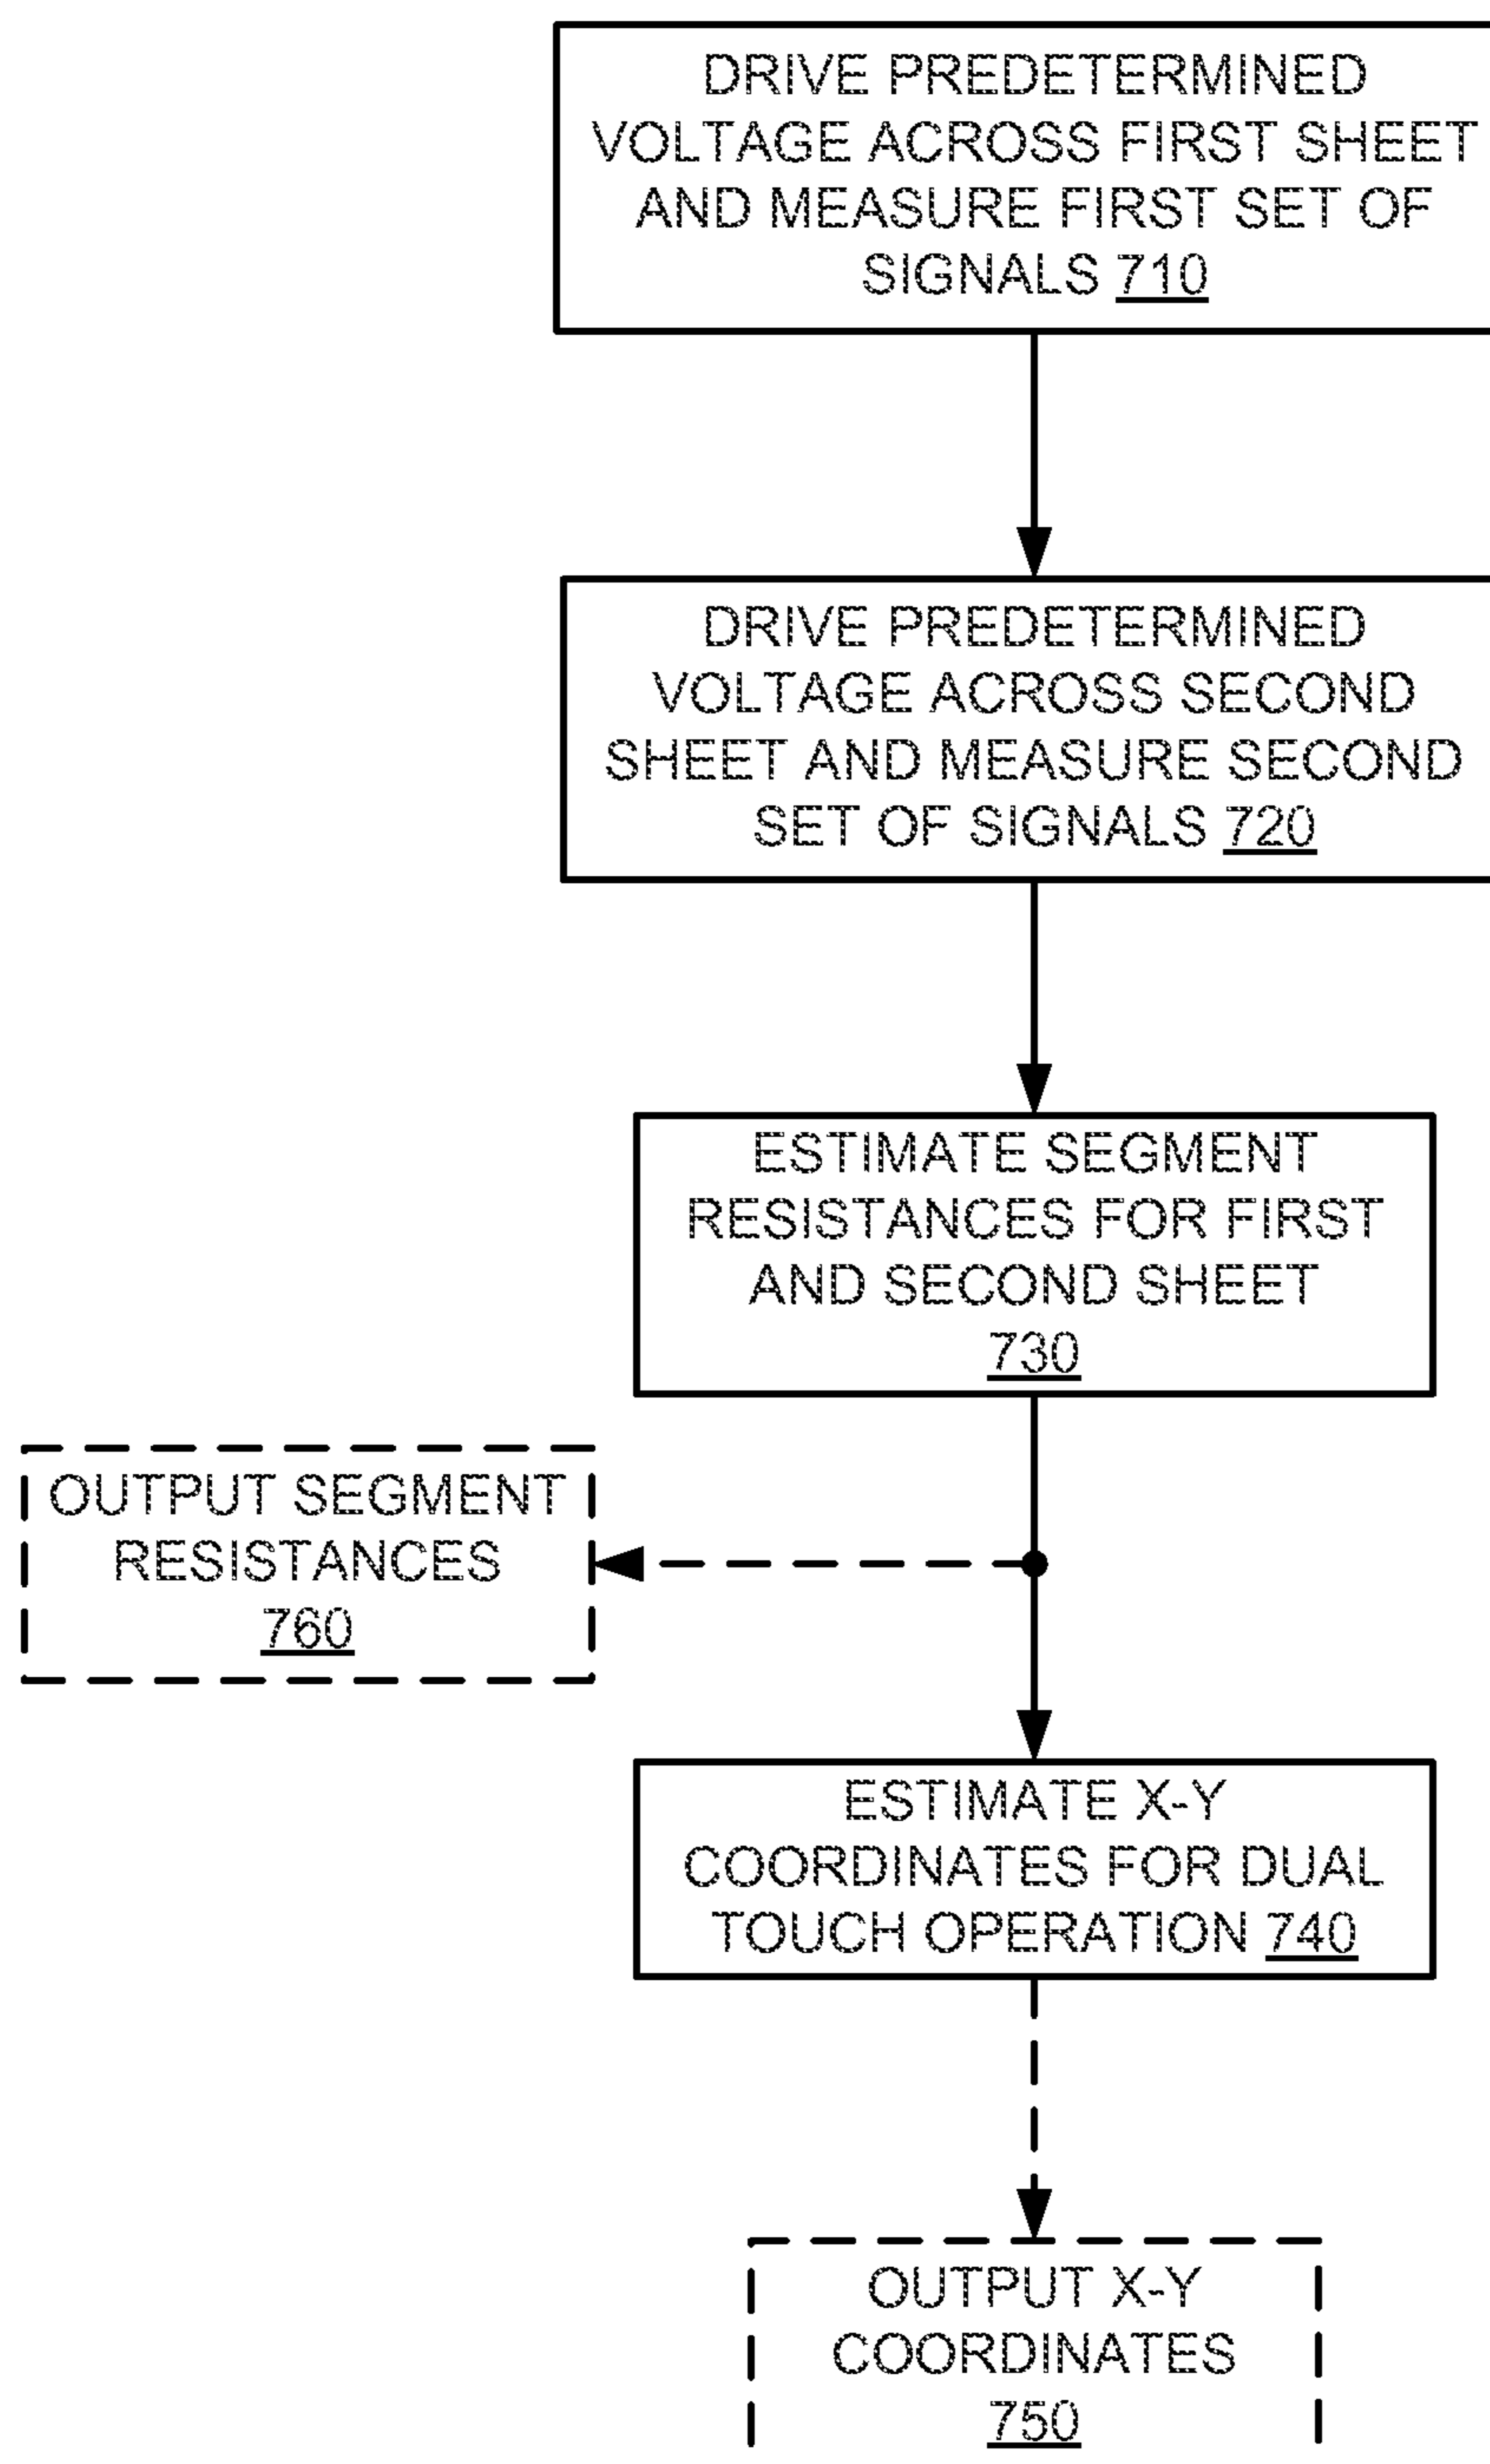 DRIVE PREDETERMINED
VOLTAGE ACROSS FIRST SHEET
AND MEASURE FIRST SET OF
SIGNALS 710
DRIVE PREDETERMINED
VOLTAGE ACROSS SECOND
SHEET AND MEASURE SECOND
SET OF SIGNALS 720
ESTIMATE SEGMENT
RESISTANCES FOR FIRST
AND SECOND SHEET
730
OUTPUT SEGMENT
RESISTANCES
760
ESTIMATE X-Y
COORDINATES FOR DUAL
TOUCH OPERATION 740
OUTPUT X-Y
COORDINATES
750